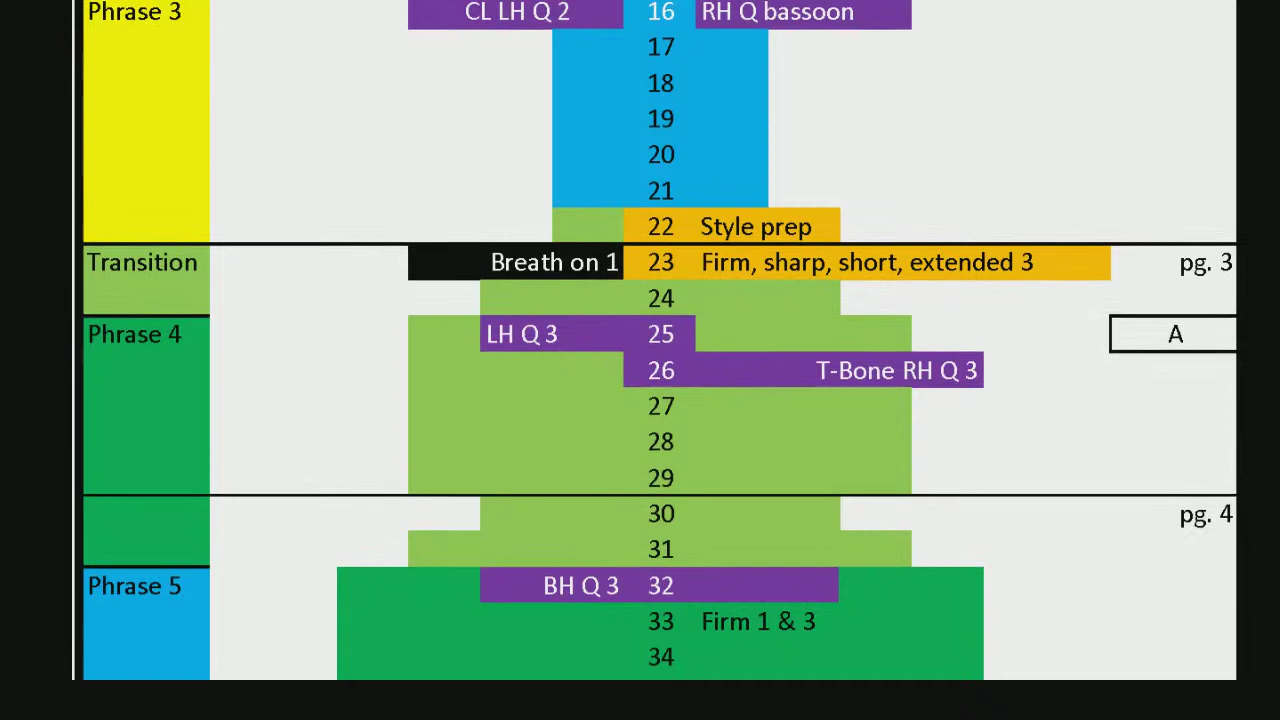 Phrase 3 CL LH Q 2 16 RH Q bassoon
17
18
19
20
21
22 Style prep
Transition Breath on 1 23 Firm, sharp, short, extended 3 pg. 3
24
Phrase 4 LH Q 3 25 A
26 T-Bone RH Q 3
27
28
29
30 pg. 4
31
Phrase 5 BH Q 3 32
33 Firm 1 & 3
34